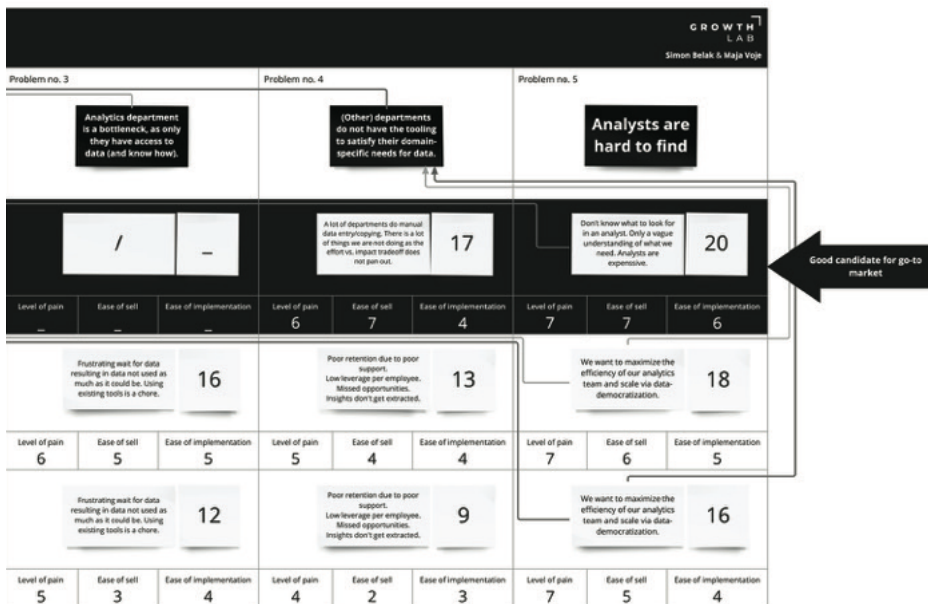 GROWTH
LAB
Simon Belak & Maja Voje
Problem no. 3
Problem no. 4
Problem no. 5
Analytics department
is a bottleneck, as only
they have access to
data (and know how).
(Other) departments
do not have the tooling
to satisfy their domain-
specific needs for data.
Analysts are
hard to find
/
_
A lot of departments do manual
data entry/copying. There is a lot
of things we are not doing as the
effort vs. impact tradeoff does
not pan out.
17
Don't know what to look for
in an analyst. Only a vague
understanding of what we
need. Analysts are
expenssive.
20
Good candidate for go-to
market
Level of pain
Ease of sell
Ease of implementation
Level of pain
Ease of sell
Ease of implementation
Level of pain
Ease of sell
Ease of implementation
_
_
_
6
7
4
7
7
6
Frustrating wait for data
resulting in data not used as
much as it could be. Using
existing tools is a chore.
16
Poor retention due to poor
support.
Low leverage per employee.
Missed opportunities.
Insights don't get extracted.
13
We want to maximize the
efficiency of our analytics
team and scale via data-
democratization.
18
Level of pain
Ease of sell
Ease of implementation
Level of pain
Ease of sell
Ease of implementation
Level of pain
Ease of sell
Ease of implementation
6
5
5
5
4
4
7
6
5
Frustrating wait for data
resulting in data not used as
much as it could be. Using
existing tools is a chore.
12
Poor retention due to poor
support.
Low leverage per employee.
Missed opportunities.
Insights don't get extracted.
9
We want to maximize the
efficiency of our analytics
team and scale via data-
democratization.
16
Level of pain
Ease of sell
Ease of implementation
Level of pain
Ease of sell
Ease of implementation
Level of pain
Ease of sell
Ease of implementation
5
3
4
4
2
3
7
5
4